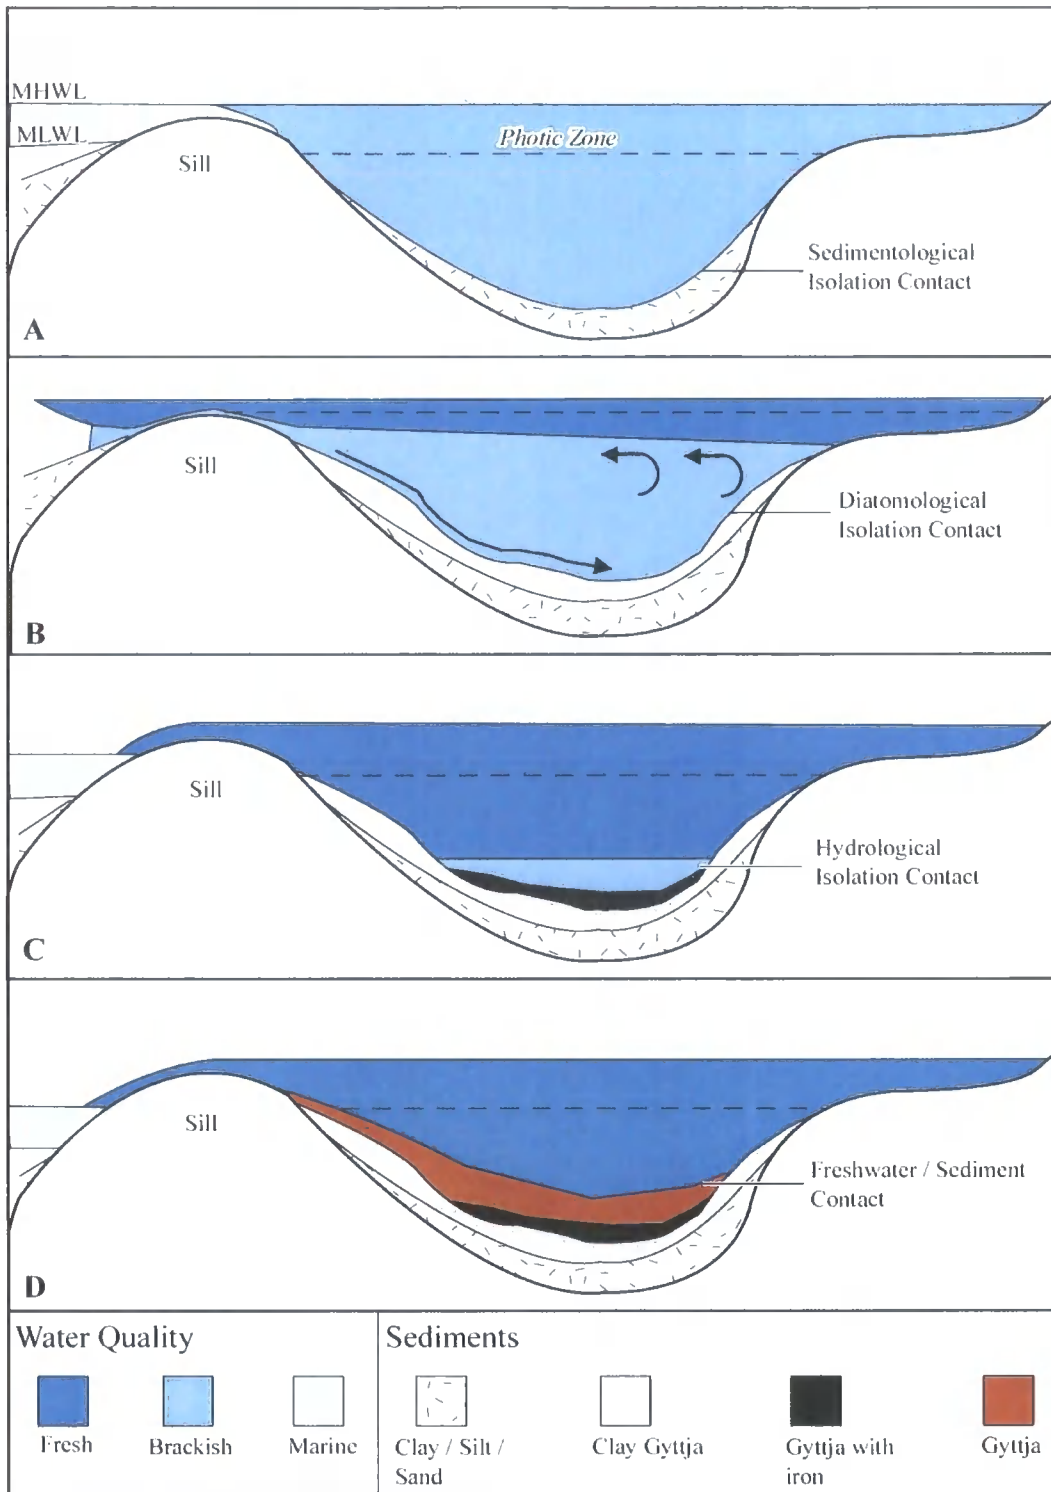 MHWL
MLWL
Photic Zone
Sill
Sedimentological
Isolation Contact
A
Sill
Diatomological
Isolation Contact
B
Sill
Hydrological
Isolation Contact
C
Sill
Freshwater / Sediment
Contact
D
Water Quality
Fresh
Brackish
Marine
Sediments
Clay / Silt /
Sand
Clay Gyttja
Gyttja with
iron
Gyttja